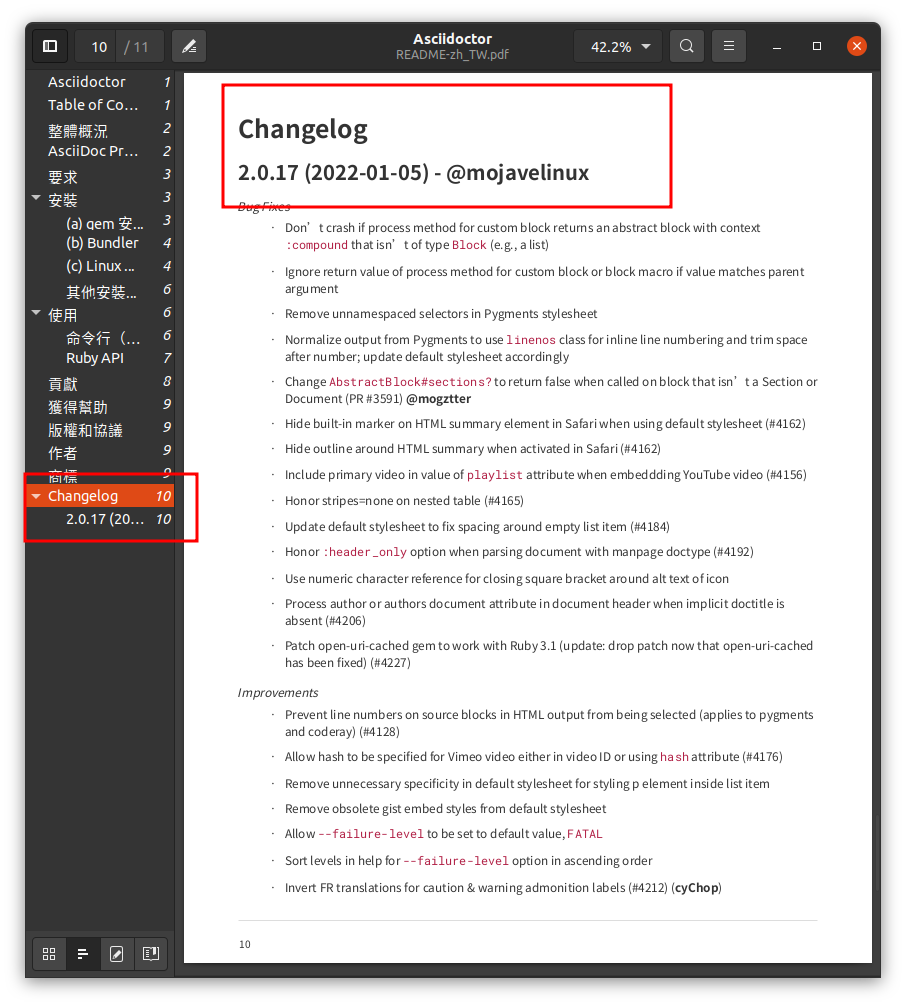 Asciidoctor
README-zh_TW.pdf
10 / 11
42.2%
Asciidoctor 1
Table of Co… 1
整體概況 2
AsciiDoc Pr… 2
要求 3
安裝 3
(a) gem 安… 3
(b) Bundler 4
(c) Linux … 4
其他安裝… 6
使用 6
命令行（… 6
Ruby API 7
貢獻 8
獲得幫助 9
版權和協議 9
作者 9
商標 9
Changelog 10
2.0.17 (20… 10
Changelog
2.0.17 (2022-01-05) - @mojavelinux
Bug Fixes
· Don’t crash if process method for custom block returns an abstract block with context
:compound that isn’t of type Block (e.g., a list)
· Ignore return value of process method for custom block or block macro if value matches parent
argument
· Remove unnamespaced selectors in Pygments stylesheet
· Normalize output from Pygments to use linenos class for inline line numbering and trim space
after number; update default stylesheet accordingly
· Change AbstractBlock#sections? to return false when called on block that isn’t a Section or
Document (PR #3591) @mogztter
· Hide built-in marker on HTML summary element in Safari when using default stylesheet (#4162)
· Hide outline around HTML summary when activated in Safari (#4162)
· Include primary video in value of playlist attribute when embeddding YouTube video (#4156)
· Honor stripes=none on nested table (#4165)
· Update default stylesheet to fix spacing around empty list item (#4184)
· Honor :header_only option when parsing document with manpage doctype (#4192)
· Use numeric character reference for closing square bracket around alt text of icon
· Process author or authors document attribute in document header when implicit doctitle is
absent (#4206)
· Patch open-uri-cached gem to work with Ruby 3.1 (update: drop patch now that open-uri-cached
has been fixed) (#4227)
Improvements
· Prevent line numbers on source blocks in HTML output from being selected (applies to pygments
and coderay) (#4128)
· Allow hash to be specified for Vimeo video either in video ID or using hash attribute (#4176)
· Remove unnecessary specificity in default stylesheet for styling p element inside list item
· Remove obsolete gist embed styles from default stylesheet
· Allow --failure-level to be set to default value, FATAL
· Sort levels in help for --failure-level option in ascending order
· Invert FR translations for caution & warning admonition labels (#4212) (cyChop)
10